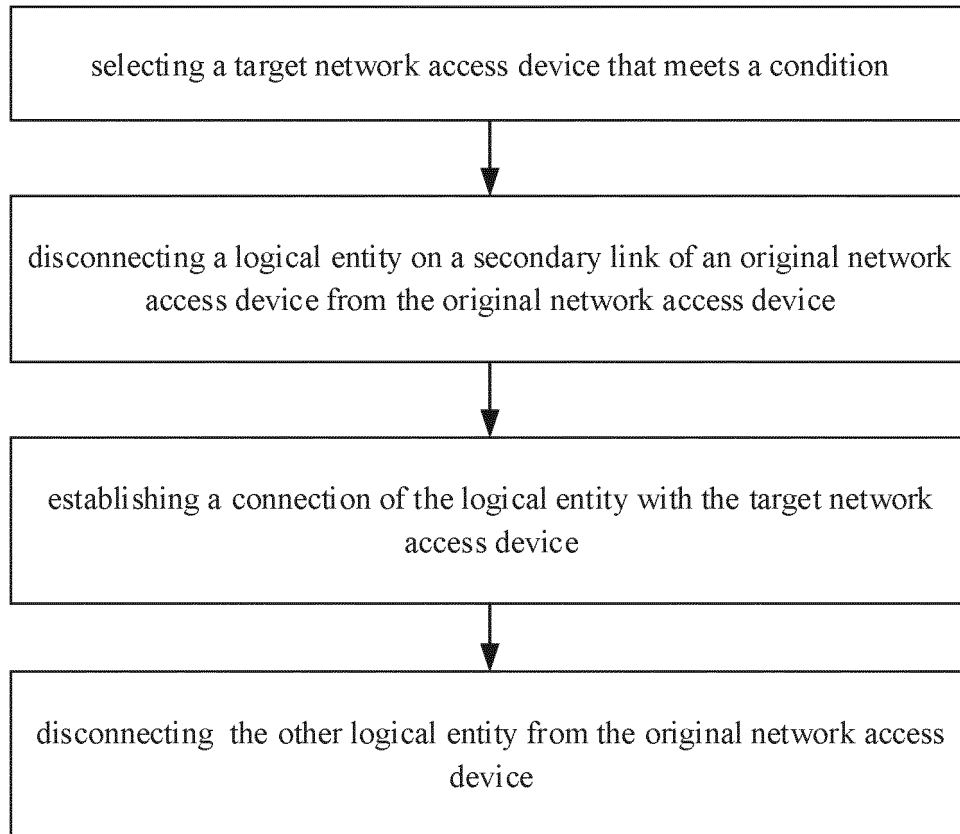 selecting a target network access device that meets a condition
disconnecting a logical entity on a secondary link of an original network
access device from the original network access device
establishing a connection of the logical entity with the target network
access device
disconnecting the other logical entity from the original network access
device